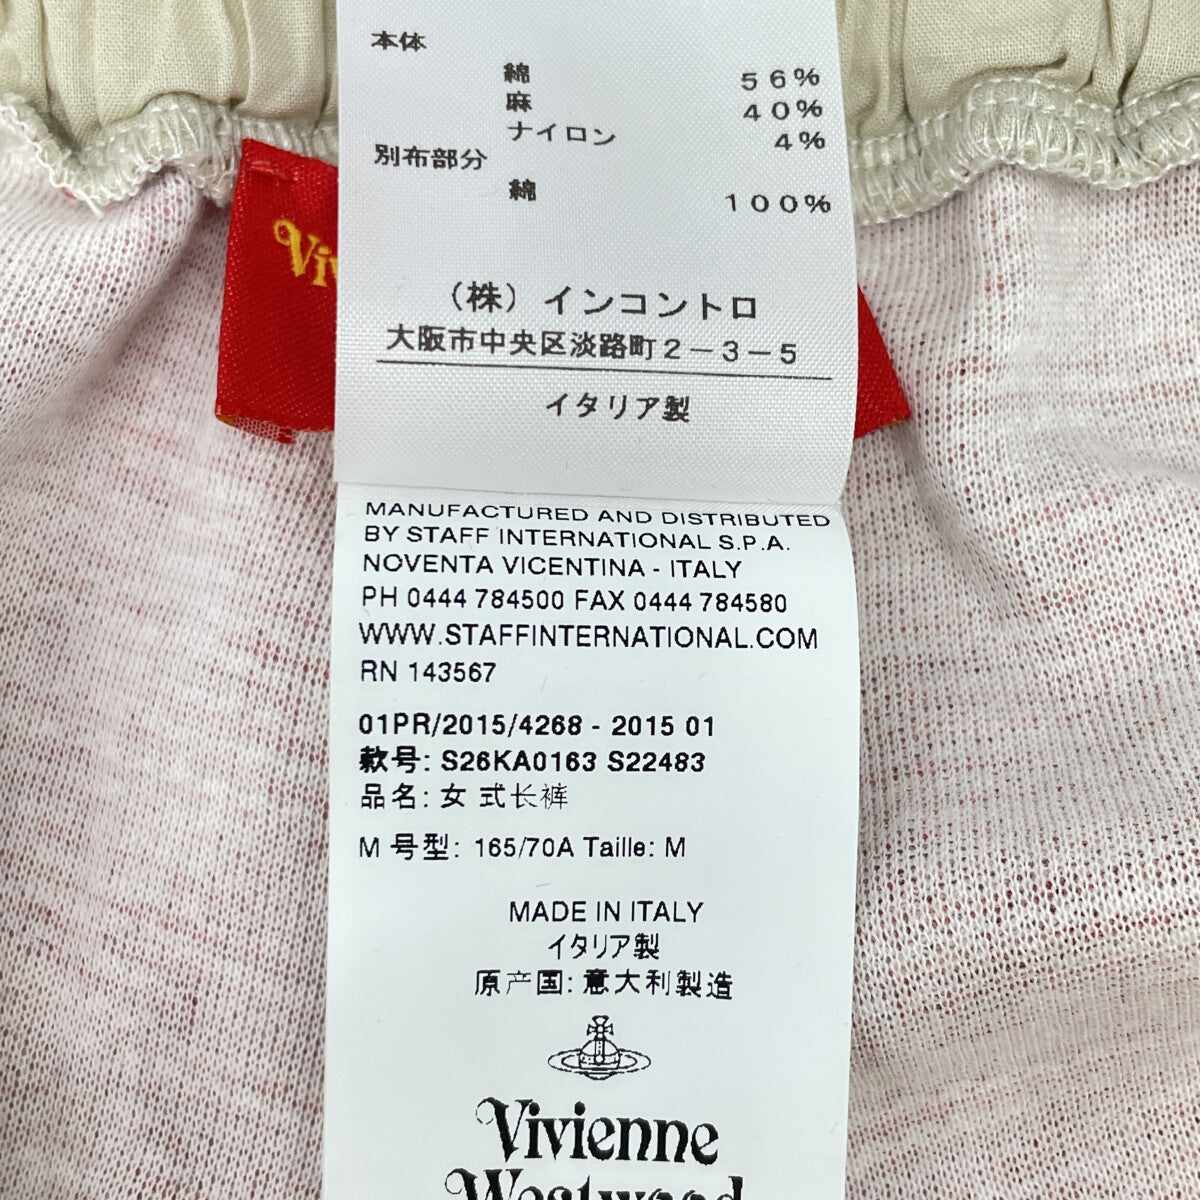 本体
綿 56%
麻 40%
ナイロン 4%
別布部分
綿 100%
(株) インコントロ
大阪市中央区淡路町2-3-5
イタリア製
MANUFACTURED AND DISTRIBUTED
BY STAFF INTERNATIONAL S.P.A.
NOVENTA VICENTINA - ITALY
PH 0444 784500 FAX 0444 784580
WWW.STAFFINTERNATIONAL.COM
RN 143567
01PR/2015/4268 - 2015 01
款号: S26KA0163 S22483
品名: 女 式长裤
M 号型: 165/70A Taille: M
MADE IN ITALY
イタリア製
原产国: 意大利製造
Vivienne
Westwood